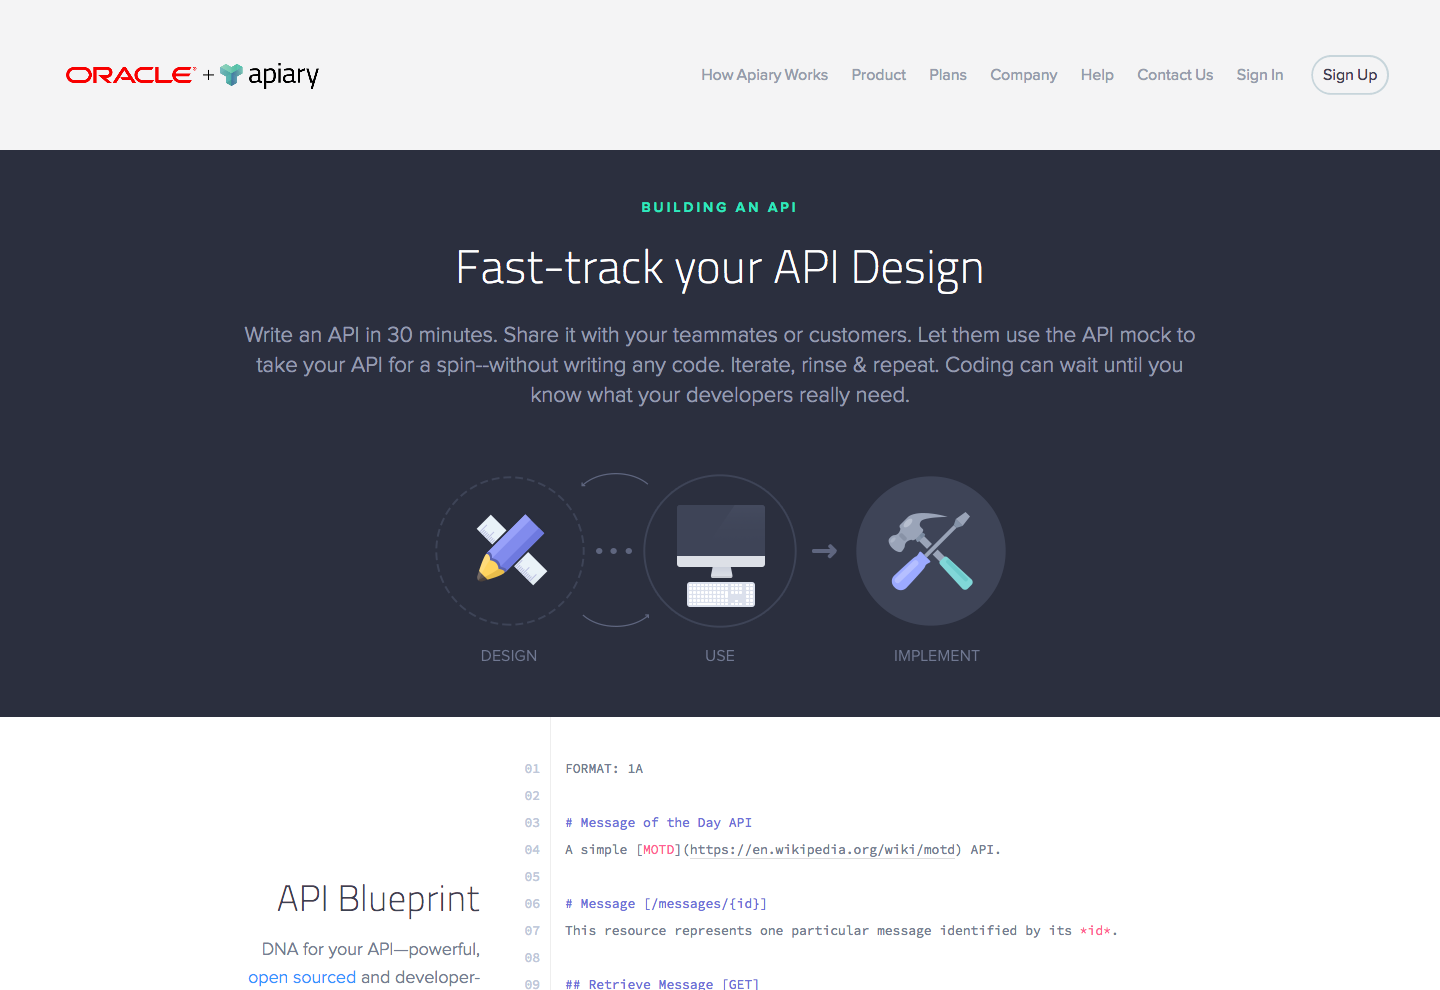 ORACLE + apiary
How Apiary Works Product Plans Company Help Contact Us Sign In Sign Up
BUILDING AN API
Fast-track your API Design
Write an API in 30 minutes. Share it with your teammates or customers. Let them use the API mock to
take your API for a spin--without writing any code. Iterate, rinse & repeat. Coding can wait until you
know what your developers really need.
DESIGN USE IMPLEMENT
API Blueprint
DNA for your API—powerful,
open sourced and developer-
01 FORMAT: 1A
02
03 # Message of the Day API
04 A simple [MOTD](https://en.wikipedia.org/wiki/motd) API.
05
06 # Message [/messages/{id}]
07 This resource represents one particular message identified by its *id*.
08
09 ## Retrieve Message [GET]